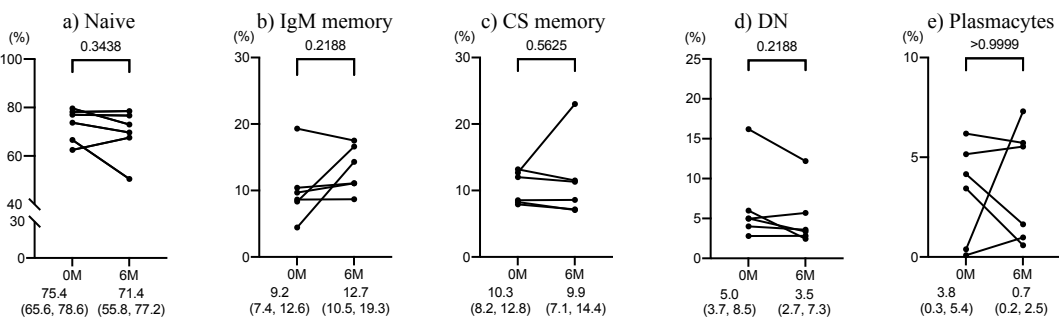 a) Naive
(%)
0.3438
100
80
60
40
30
0
0M 6M
75.4 71.4
(65.6, 78.6) (55.8, 77.2)
b) IgM memory
(%)
0.2188
30
20
10
0
0M 6M
9.2 12.7
(7.4, 12.6) (10.5, 19.3)
c) CS memory
(%)
0.5625
30
20
10
0
0M 6M
10.3 9.9
(8.2, 12.8) (7.1, 14.4)
d) DN
(%)
0.2188
25
20
15
10
5
0
0M 6M
5.0 3.5
(3.7, 8.5) (2.7, 7.3)
e) Plasmacytes
(%)
>0.9999
10
5
0
0M 6M
3.8 0.7
(0.3, 5.4) (0.2, 2.5)